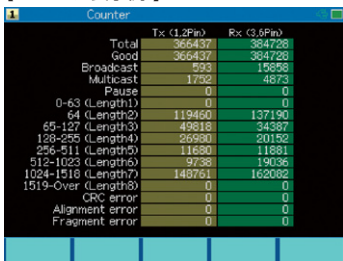 1 Counter
Tx (1,2Pin) Rx (3,6Pin)
Total 366437 384728
Good 366437 384728
Broadcast 593 15858
Multicast 1752 4873
Pause 0 0
0-63 (Length1) 0 0
64 (Length2) 119460 137190
65-127 (Length3) 49818 34387
128-255 (Length4) 26980 20152
256-511 (Length5) 11680 11881
512-1023 (Length6) 9738 19036
1024-1518 (Length7) 148761 162082
1519-Over (Length8) 0 0
CRC error 0 0
Alignment error 0 0
Fragment error 0 0